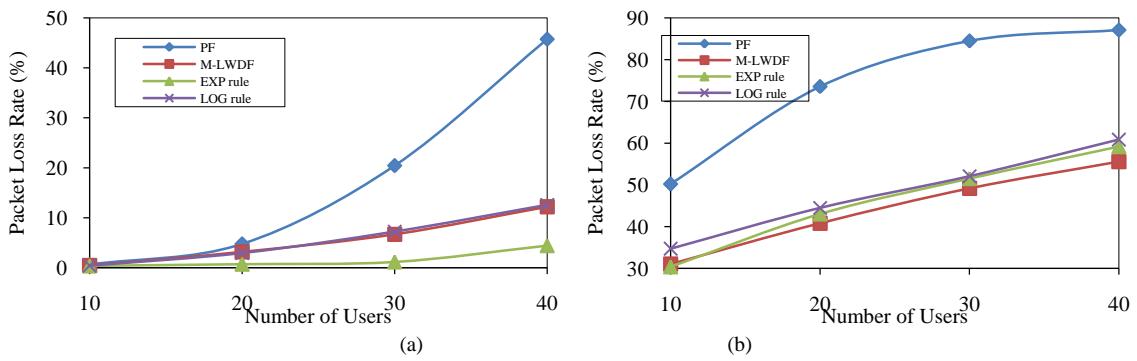 50
40
30
20
10
0
Packet Loss Rate (%)
PF
M-LWDF
EXP rule
LOG rule
10 20 30 40
Number of Users
(a)
90
80
70
60
50
40
30
Packet Loss Rate (%)
PF
M-LWDF
EXP rule
LOG rule
10 20 30 40
Number of Users
(b)